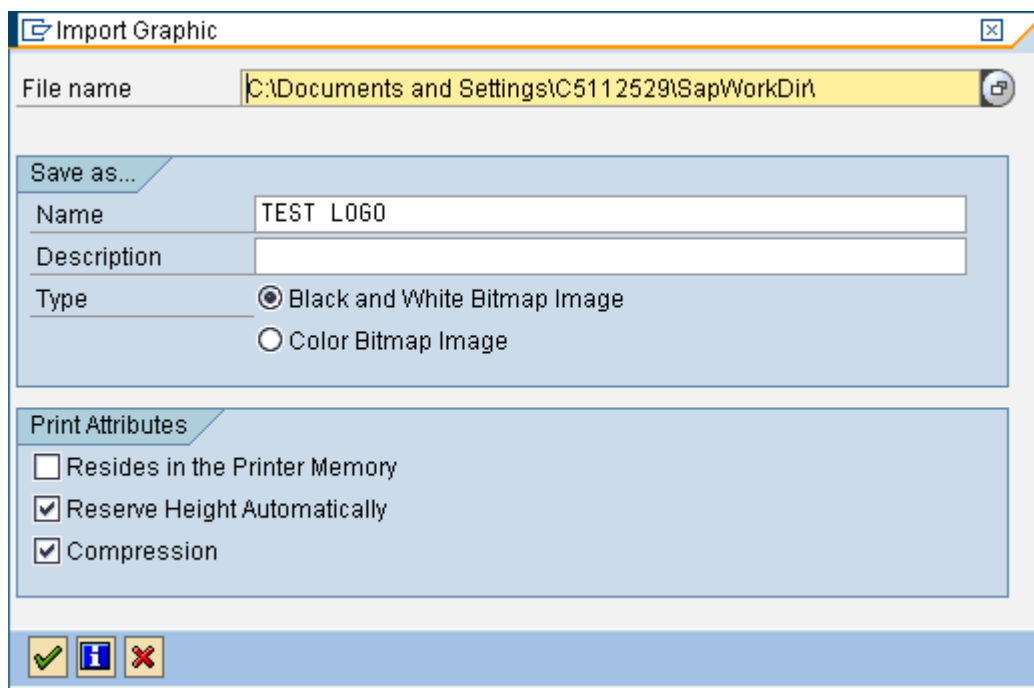 Import Graphic
File name C:\Documents and Settings\C5112529\SapWorkDir\
Save as...
Name TEST LOGO
Description
Type Black and White Bitmap Image
Color Bitmap Image
Print Attributes
Resides in the Printer Memory
Reserve Height Automatically
Compression